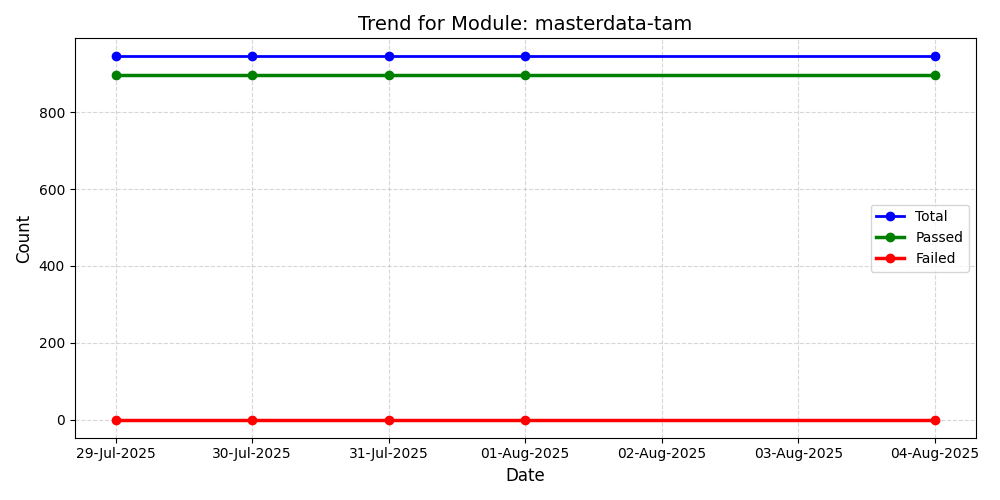 Trend for Module: masterdata-tam
Count
800
600
400
200
0
Total
Passed
Failed
29-Jul-2025 30-Jul-2025 31-Jul-2025 01-Aug-2025 02-Aug-2025 03-Aug-2025 04-Aug-2025
Date